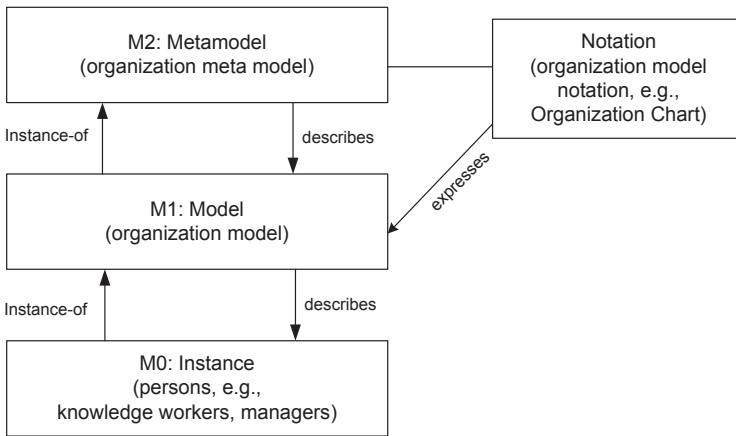 M2: Metamodel
(organization meta model)
Notation
(organization model
notation, e.g.,
Organization Chart)
Instance-of
describes
expresses
M1: Model
(organization model)
Instance-of
describes
M0: Instance
(persons, e.g.,
knowledge workers, managers)